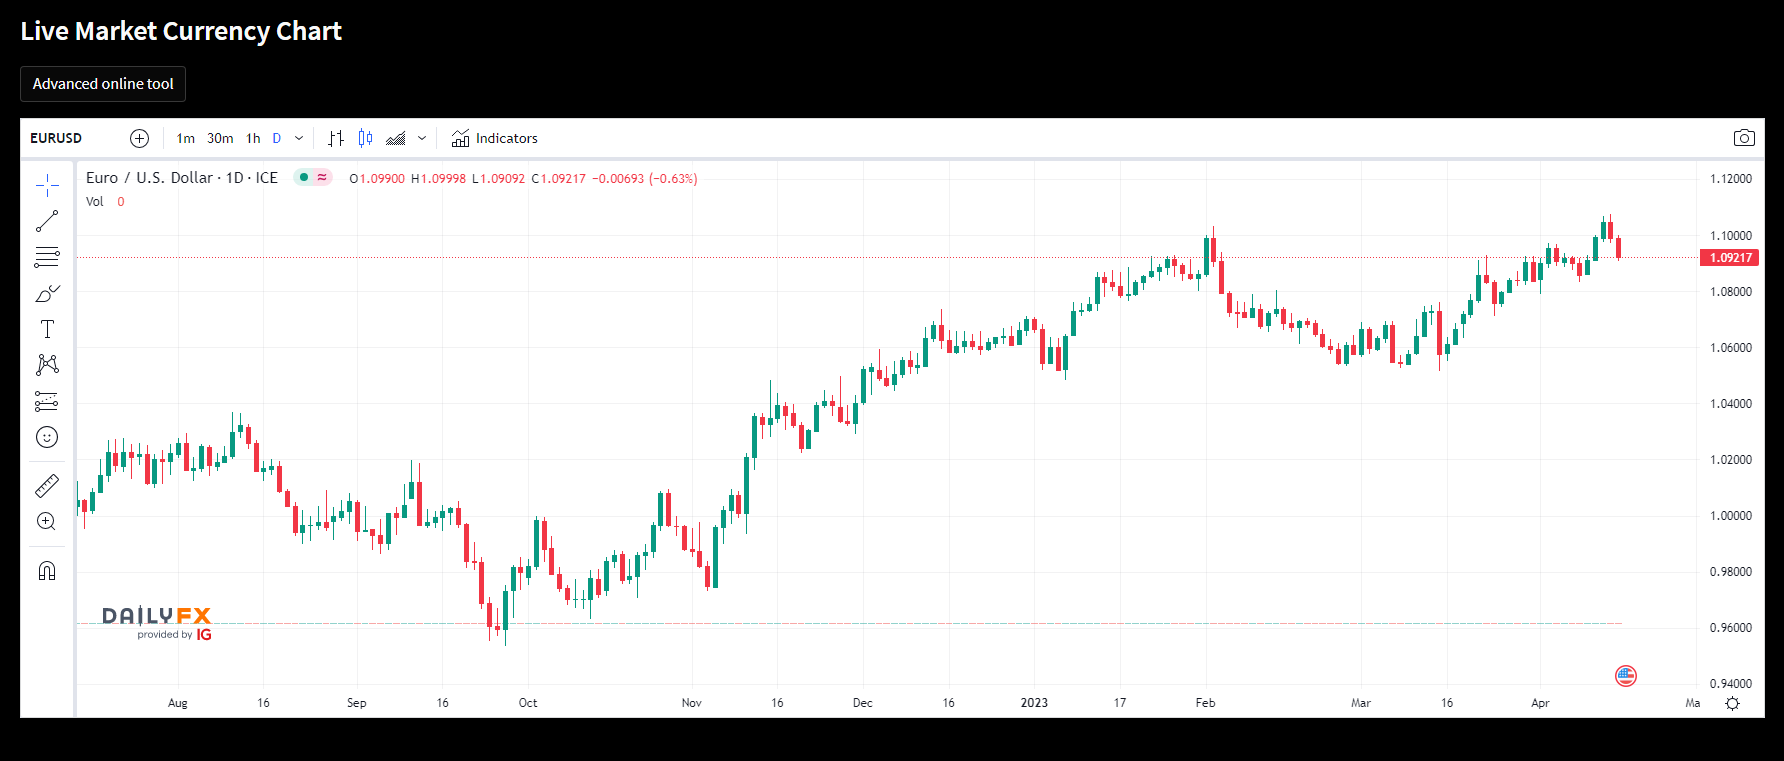 Live Market Currency Chart
Advanced online tool
EURUSD 1m 30m 1h D Indicators
Euro / U.S. Dollar · 1D · ICE ≈ O1.09900 H1.09998 L1.09092 C1.09217 −0.00693 (−0.63%)
Vol 0
1.12000
1.10000
1.09217
1.08000
1.06000
1.04000
1.02000
1.00000
0.98000
0.96000
0.94000
T
DAILYFX
provided by IG
Aug 16 Sep 16 Oct Nov 16 Dec 16 2023 17 Feb Mar 16 Apr Ma